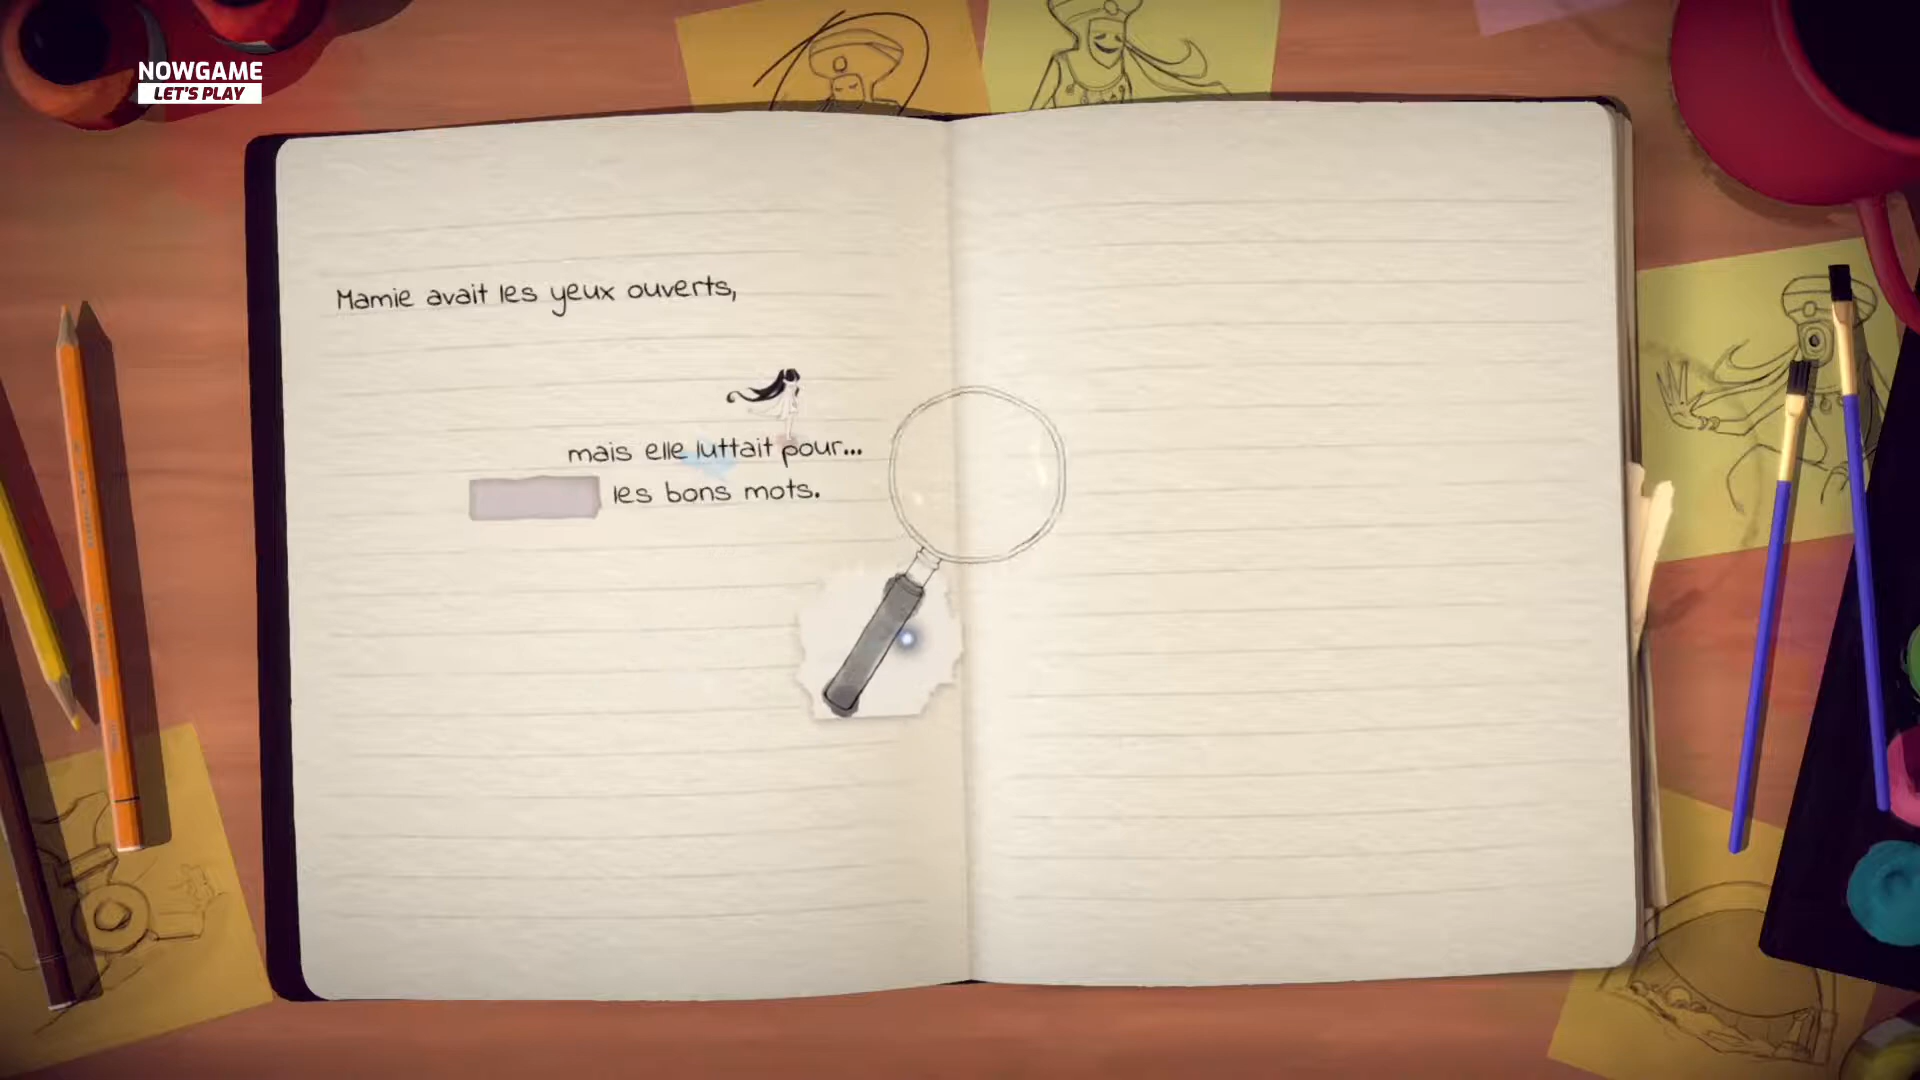 NOWGAME
LET'S PLAY
Mamie avait les yeux ouverts,
mais elle luttait pour...
les bons mots.